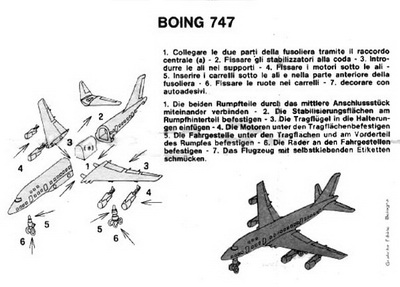 BOING 747
1. Collegare le due parti della fusoliera tramite il raccordo
centrale (a) - 2. Fissare gli stabilizzatori alla coda - 3. Intro-
durre le ali nei supporti - 4. Fissare i motori sotto le ali -
5. Inserire i carrelli sotto le ali e nella parte anteriore della
fusoliera - 6. Fissare le ruote nei carrelli - 7. decorare con
autoadesivi.
1. Die beiden Rumpfteile durch das mittlere Anschlusstück
miteinander verbinden - 2. Die Stabilisierungsflächen am
Rumpfhinterteil befestigen - 3. Die Tragflügel in die Halterun-
gen einfügen - 4. Die Motoren unter den Tragflächenbefestigen
5. Die Fahrgestelle unter den Tragflächen und am Vorderteil
des Rumpfes befestigen - 6. Die Räder an den Fahrgestellen
befestigen - 7. Das Flugzeug mit selbstklebenden Etiketten
schmücken.
2
3
4
1
1
a
3
4
5
6
5
6